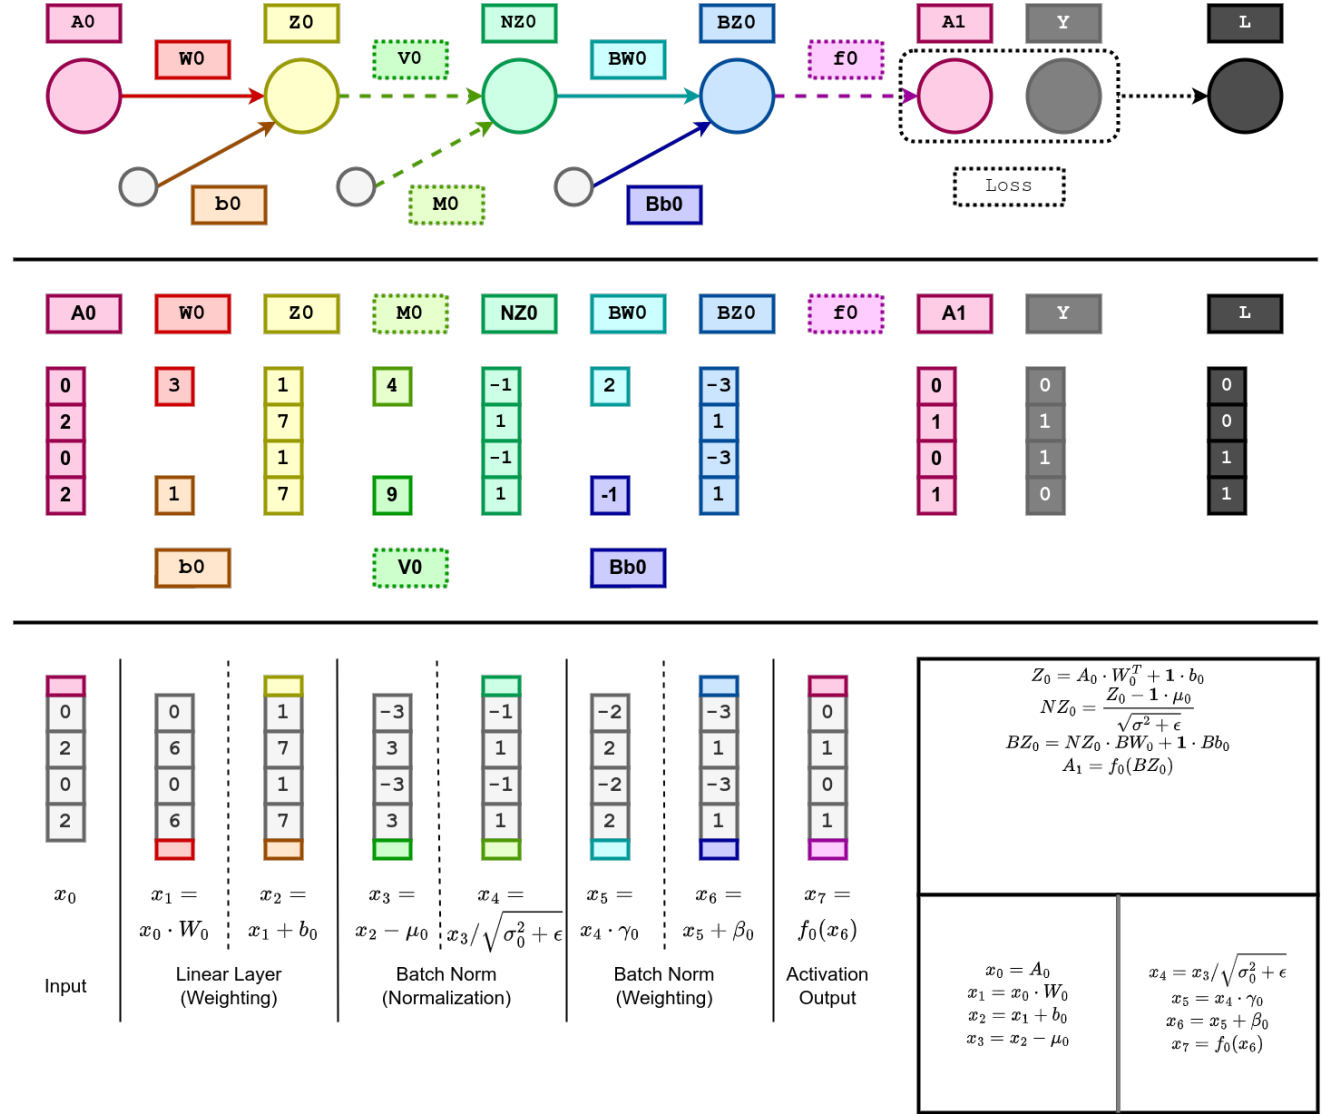 A0 Z0 NZ0 BZ0 A1 Y L
W0 V0 BW0 f0
b0 M0 Bb0 Loss
A0 W0 Z0 M0 NZ0 BW0 BZ0 f0 A1 Y L
0 3 1 4 -1 2 -3 0 0 0
2 7 1 1 1 1 0
0 1 -1 -3 0 1 1
2 1 7 9 1 -1 1 1 0 1
b0 V0 Bb0
0 0 1 -3 -1 -2 -3 0
2 6 7 3 1 2 1 1
0 0 1 -3 -1 -2 -3 0
2 6 7 3 1 2 1 1
x₀ x₁ = x₂ = x₃ = x₄ = x₅ = x₆ = x₇ =
x₀ · W₀ x₁ + b₀ x₂ − μ₀ x₃/√(σ₀² + ϵ) x₄ · γ₀ x₅ + β₀ f₀(x₆)
Input Linear Layer Batch Norm Batch Norm Activation
(Weighting) (Normalization) (Weighting) Output
Z₀ = A₀ · W₀ᵀ + 1 · b₀
NZ₀ = (Z₀ − 1 · μ₀) / √(σ² + ϵ)
BZ₀ = NZ₀ · BW₀ + 1 · Bb₀
A₁ = f₀(BZ₀)
x₀ = A₀
x₁ = x₀ · W₀
x₂ = x₁ + b₀
x₃ = x₂ − μ₀
x₄ = x₃/√(σ₀² + ϵ)
x₅ = x₄ · γ₀
x₆ = x₅ + β₀
x₇ = f₀(x₆)